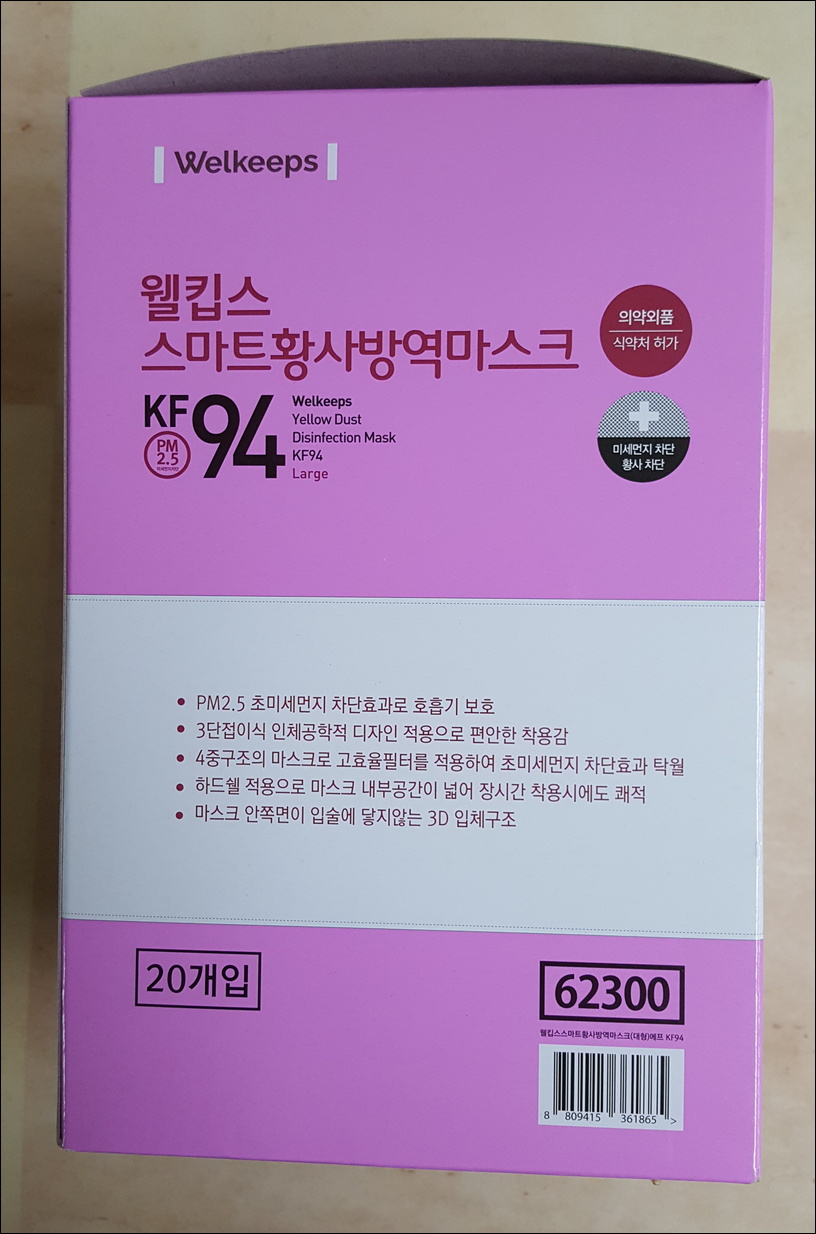 Welkeeps
웰킵스
스마트황사방역마스크
의약외품
식약처 허가
KF94
PM
2.5
미세먼지차단
Welkeeps
Yellow Dust
Disinfection Mask
KF94
Large
미세먼지 차단
황사 차단
• PM2.5 초미세먼지 차단효과로 호흡기 보호
• 3단접이식 인체공학적 디자인 적용으로 편안한 착용감
• 4중구조의 마스크로 고효율필터를 적용하여 초미세먼지 차단효과 탁월
• 하드쉘 적용으로 마스크 내부공간이 넓어 장시간 착용시에도 쾌적
• 마스크 안쪽면이 입술에 닿지않는 3D 입체구조
20개입
62300
웰킵스스마트황사방역마스크(대형)에프 KF94
8 809415 361865 >